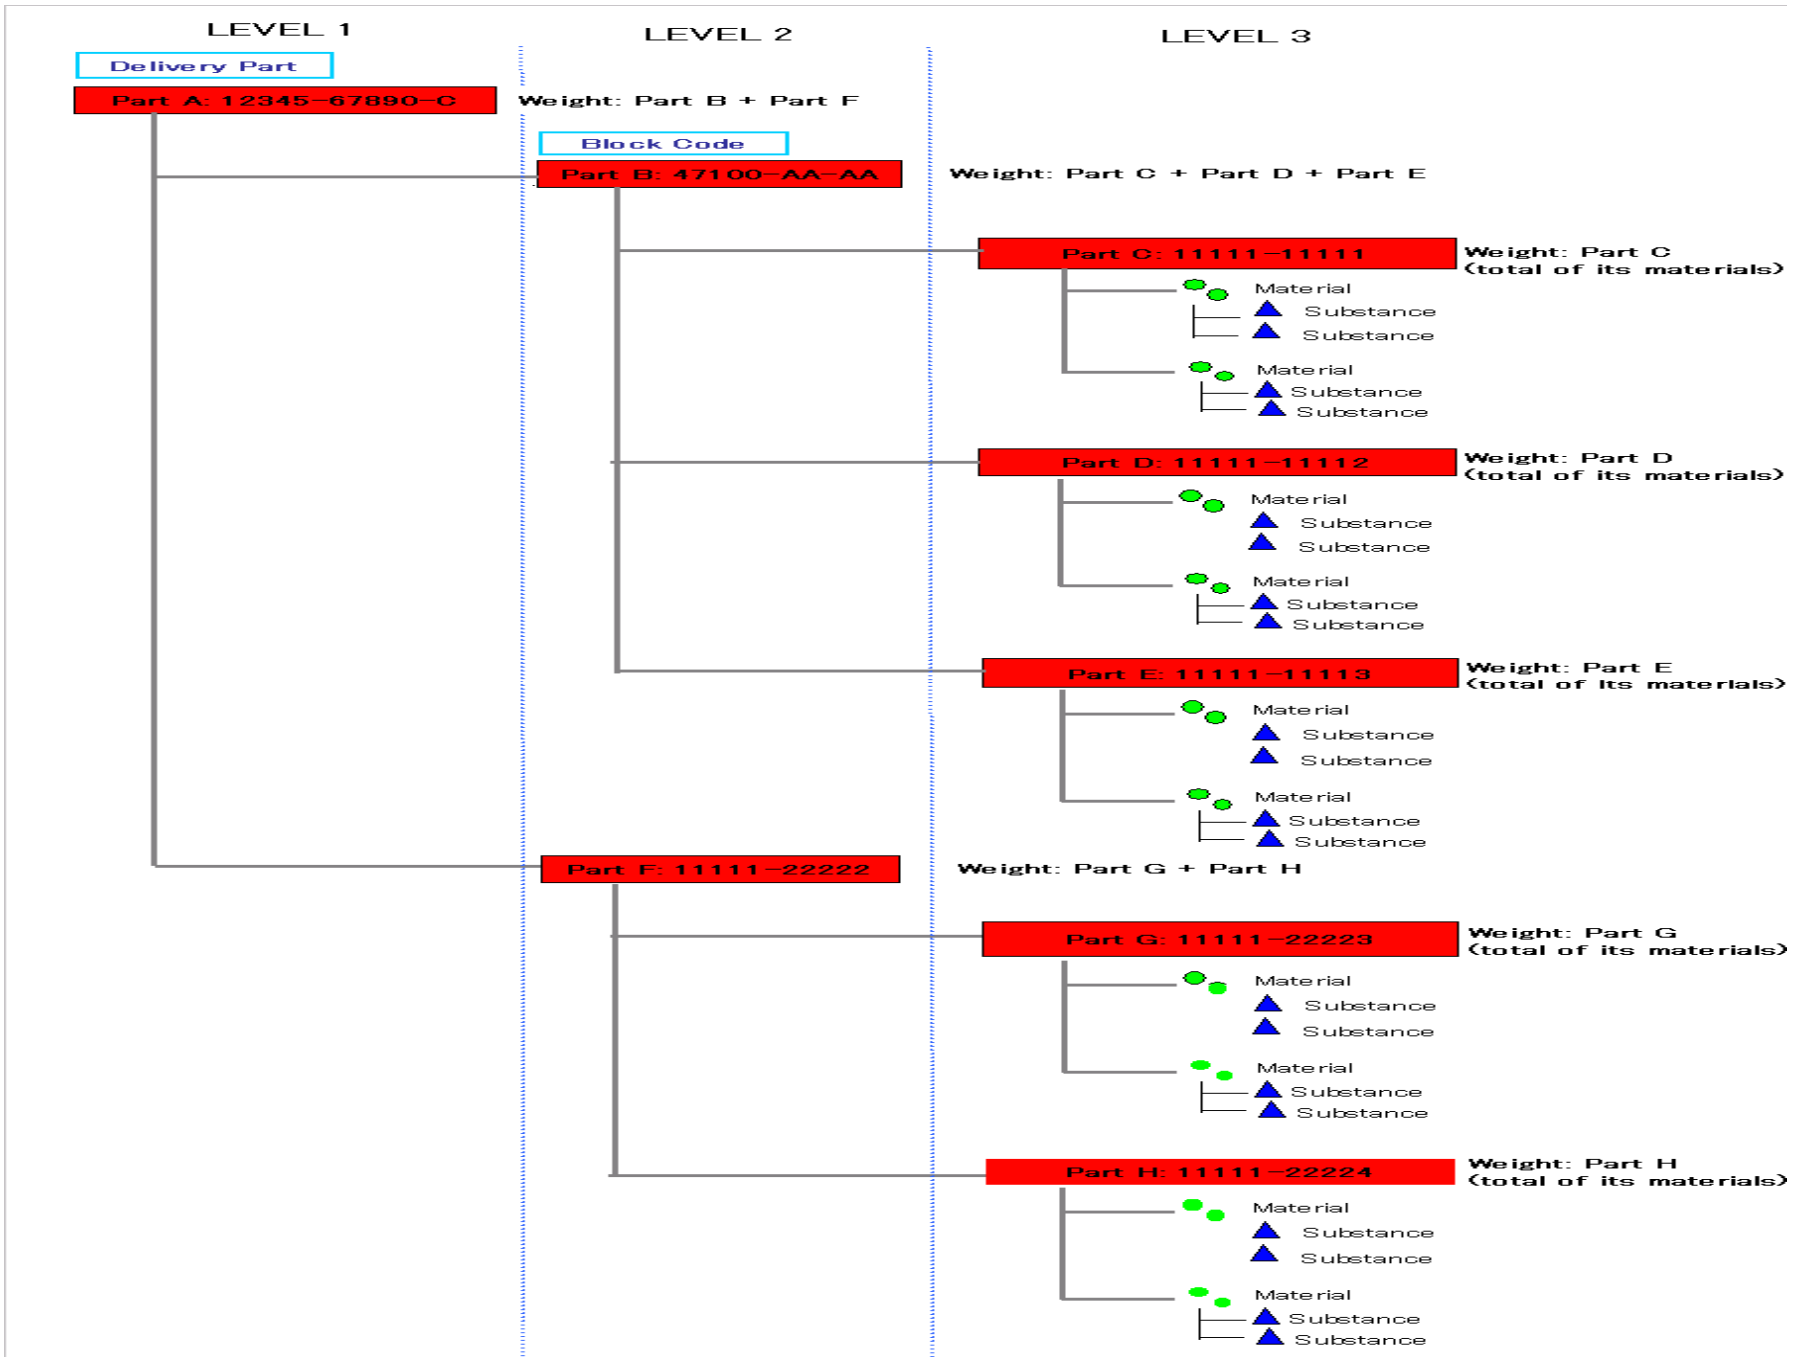 LEVEL 1
LEVEL 2
LEVEL 3
Delivery Part
Part A: 12345-67890-C
Weight: Part B + Part F
Block Code
Part B: 47100-AA-AA
Weight: Part C + Part D + Part E
Part C: 11111-11111
Weight: Part C
(total of its materials)
Material
Substance
Substance
Material
Substance
Substance
Part D: 11111-11112
Weight: Part D
(total of its materials)
Material
Substance
Substance
Material
Substance
Substance
Part E: 11111-11113
Weight: Part E
(total of its materials)
Material
Substance
Substance
Material
Substance
Substance
Part F: 11111-22222
Weight: Part G + Part H
Part G: 11111-22223
Weight: Part G
(total of its materials)
Material
Substance
Substance
Material
Substance
Substance
Part H: 11111-22224
Weight: Part H
(total of its materials)
Material
Substance
Substance
Material
Substance
Substance